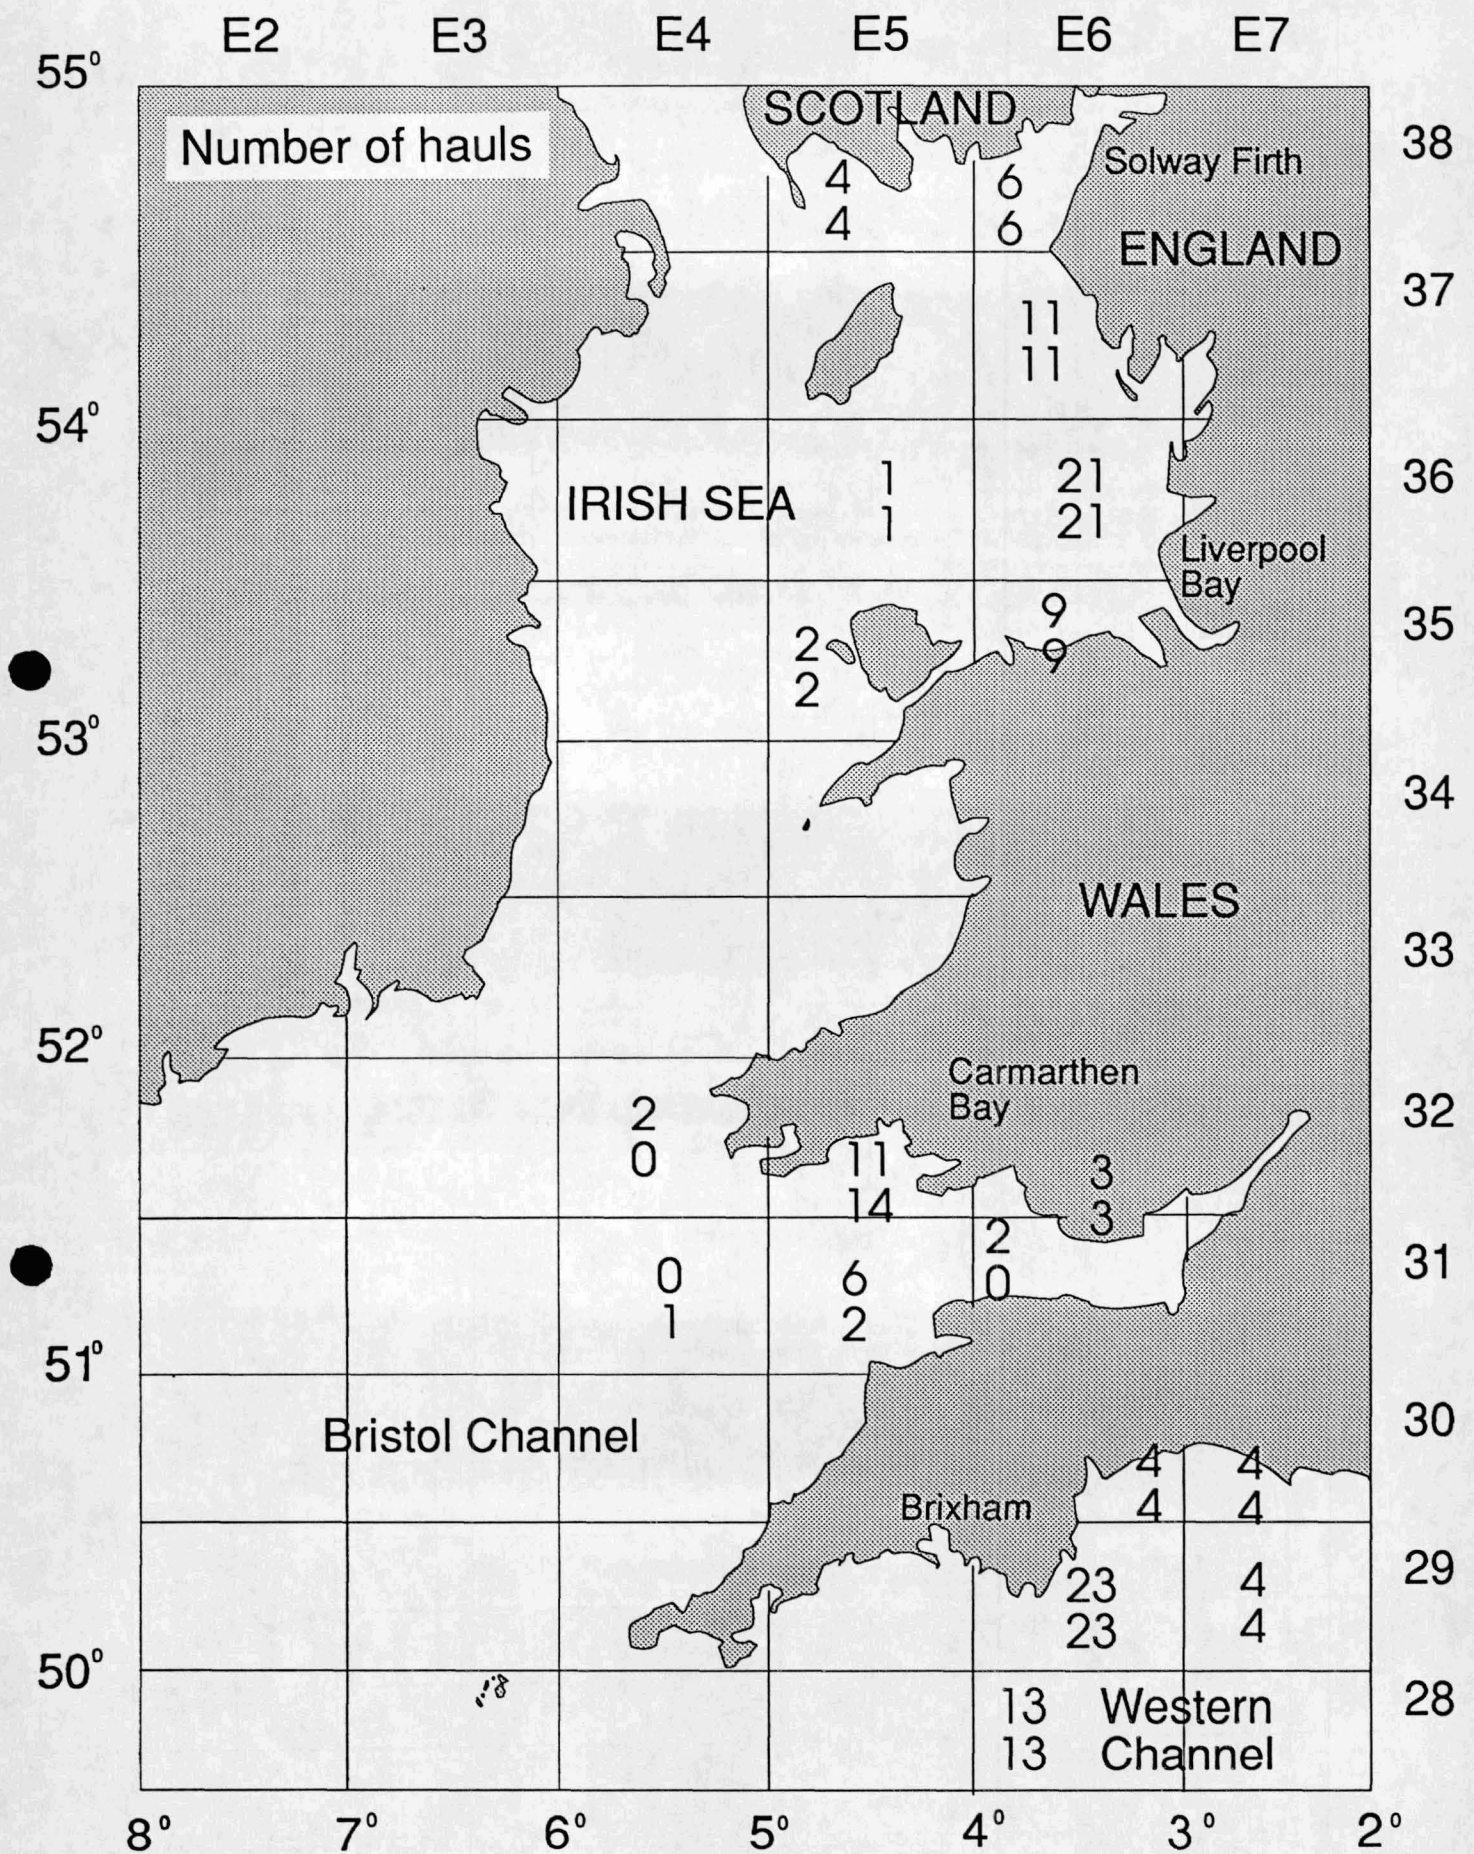 E2 E3 E4 E5 E6 E7
55°
SCOTLAND
Number of hauls
38
Solway Firth
4 6
4 6
ENGLAND
37
11
11
54°
36
1 21
IRISH SEA
1 21
Liverpool
Bay
9
35
2 9
2
53°
34
WALES
33
52°
Carmarthen
Bay
32
2
0 11 3
14 3
2
31
0 6 0
1 2
51°
30
Bristol Channel
4 4
Brixham 4 4
29
23 4
23 4
50°
28
13 Western
13 Channel
8° 7° 6° 5° 4° 3° 2°